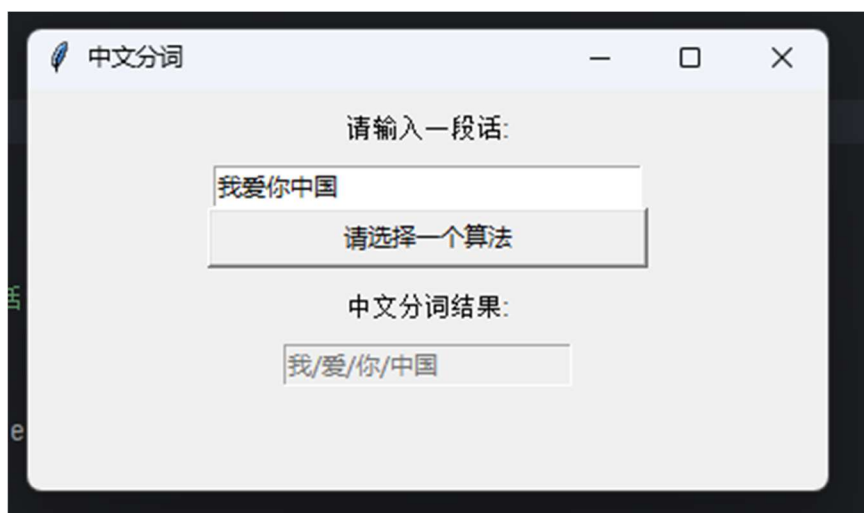 中文分词
请输入一段话:
我爱你中国
请选择一个算法
中文分词结果:
我/爱/你/中国
e